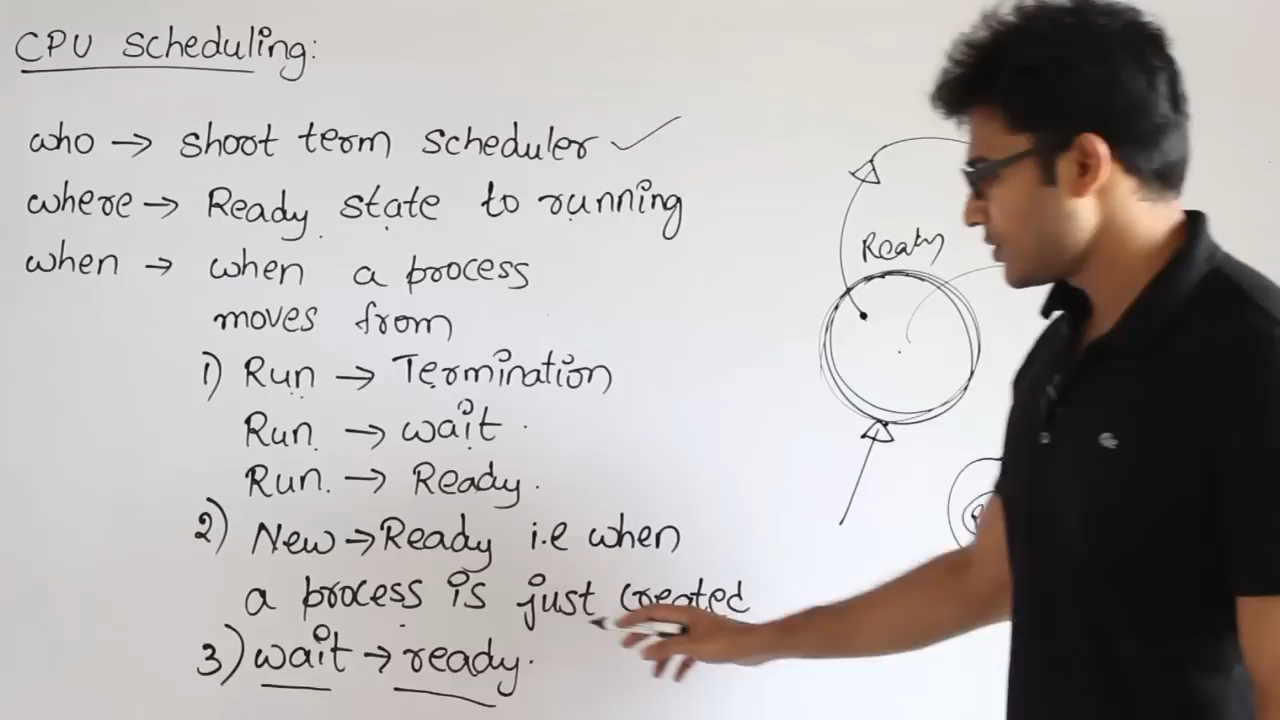 CPU Scheduling:
who → short term scheduler ✓
where → Ready state to running
when → when a process
moves from
1) Run → Termination
Run → wait.
Run → Ready.
2) New → Ready i.e when
a process is just created
3) wait → ready.
Ready